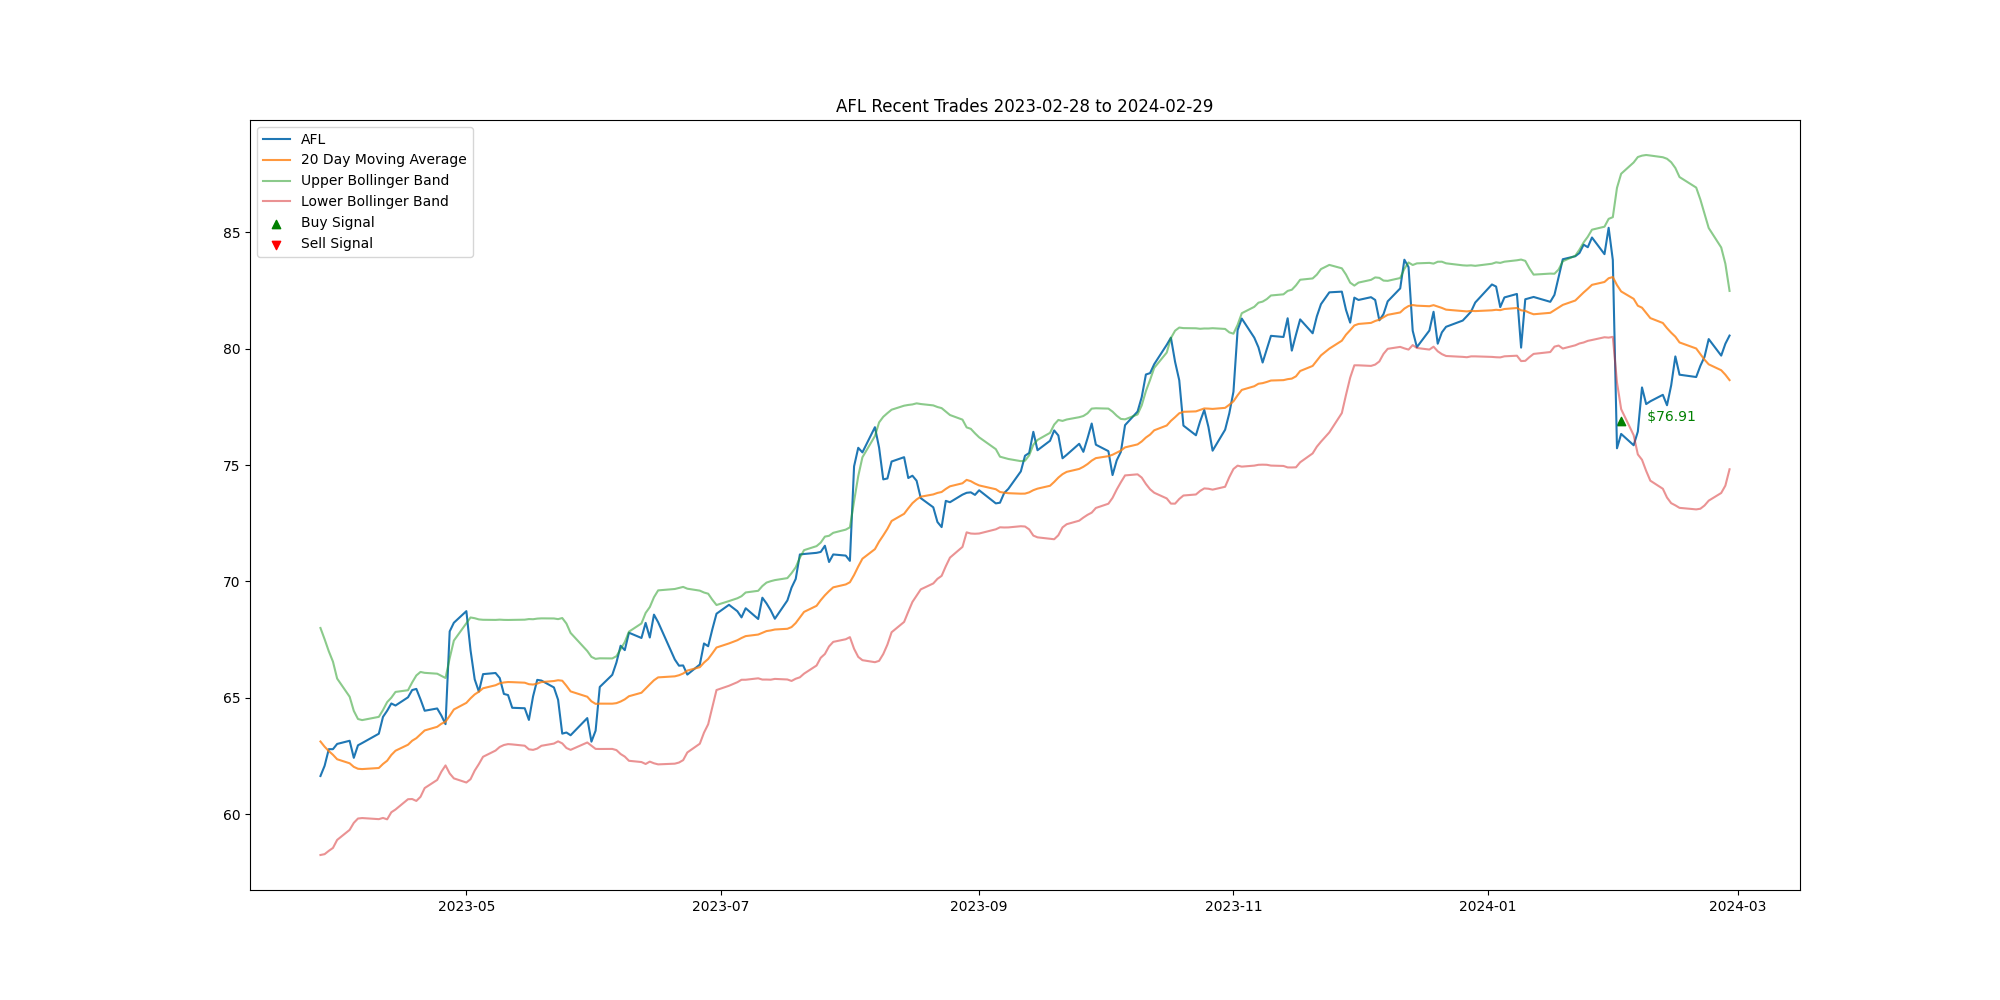 AFL Recent Trades 2023-02-28 to 2024-02-29
AFL
20 Day Moving Average
Upper Bollinger Band
Lower Bollinger Band
Buy Signal
Sell Signal
85
80
75
70
65
60
$76.91
2023-05 2023-07 2023-09 2023-11 2024-01 2024-03